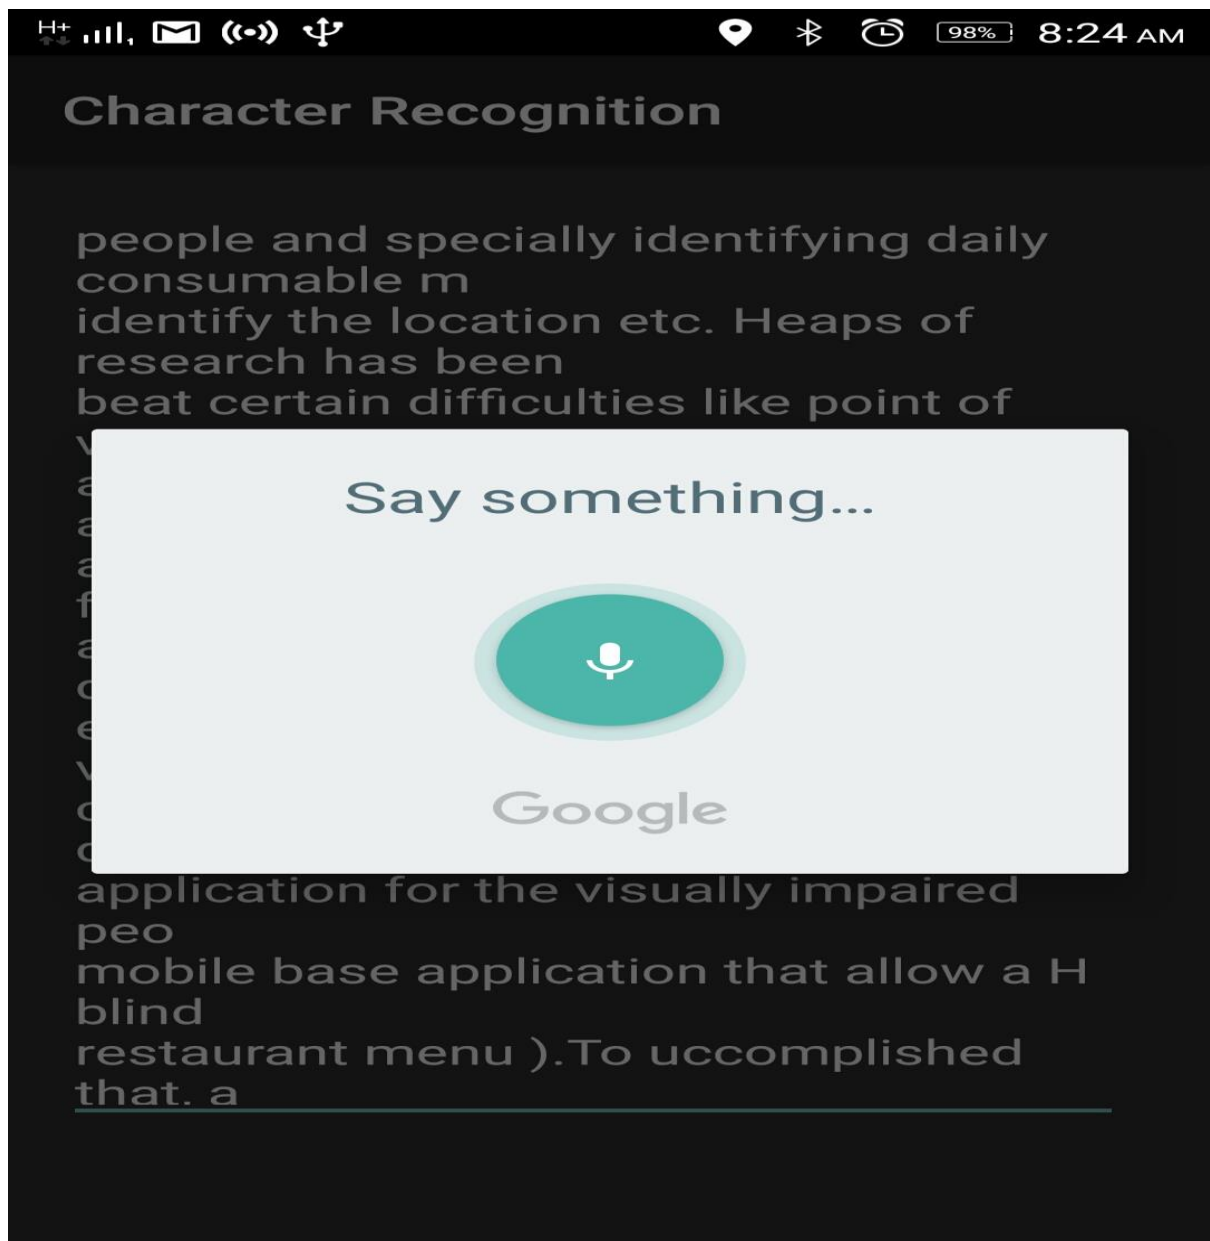 H+ 98% 8:24 AM
Character Recognition
people and specially identifying daily
consumable m
identify the location etc. Heaps of
research has been
beat certain difficulties like point of
Say something...
Google
application for the visually impaired
peo
mobile base application that allow a H
blind
restaurant menu ).To uccomplished
that. a